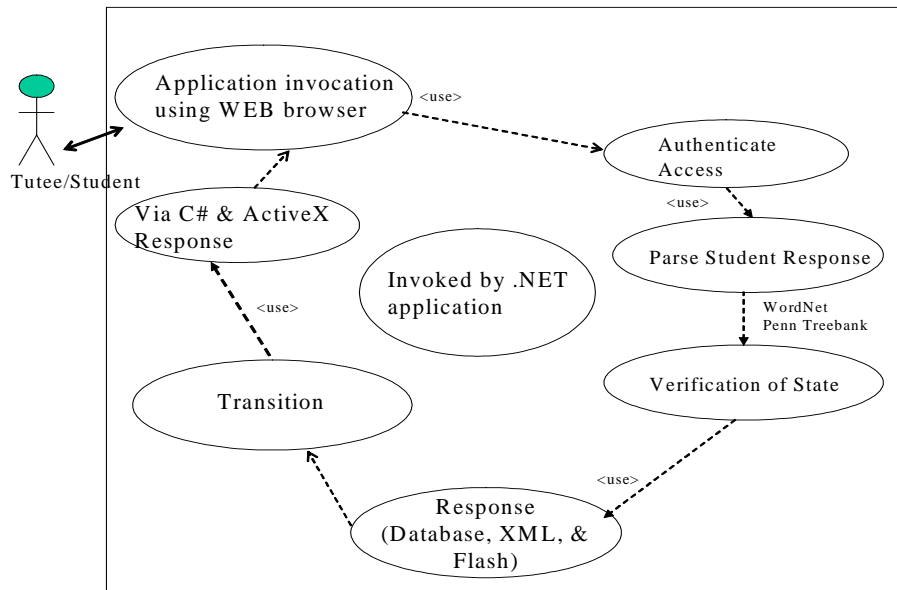 Application invocation
using WEB browser
<use>
Authenticate
Access
Tutee/Student
<use>
Via C# & ActiveX
Response
Parse Student Response
Invoked by .NET
application
WordNet
Penn Treebank
<use>
Verification of State
Transition
<use>
Response
(Database, XML, &
Flash)